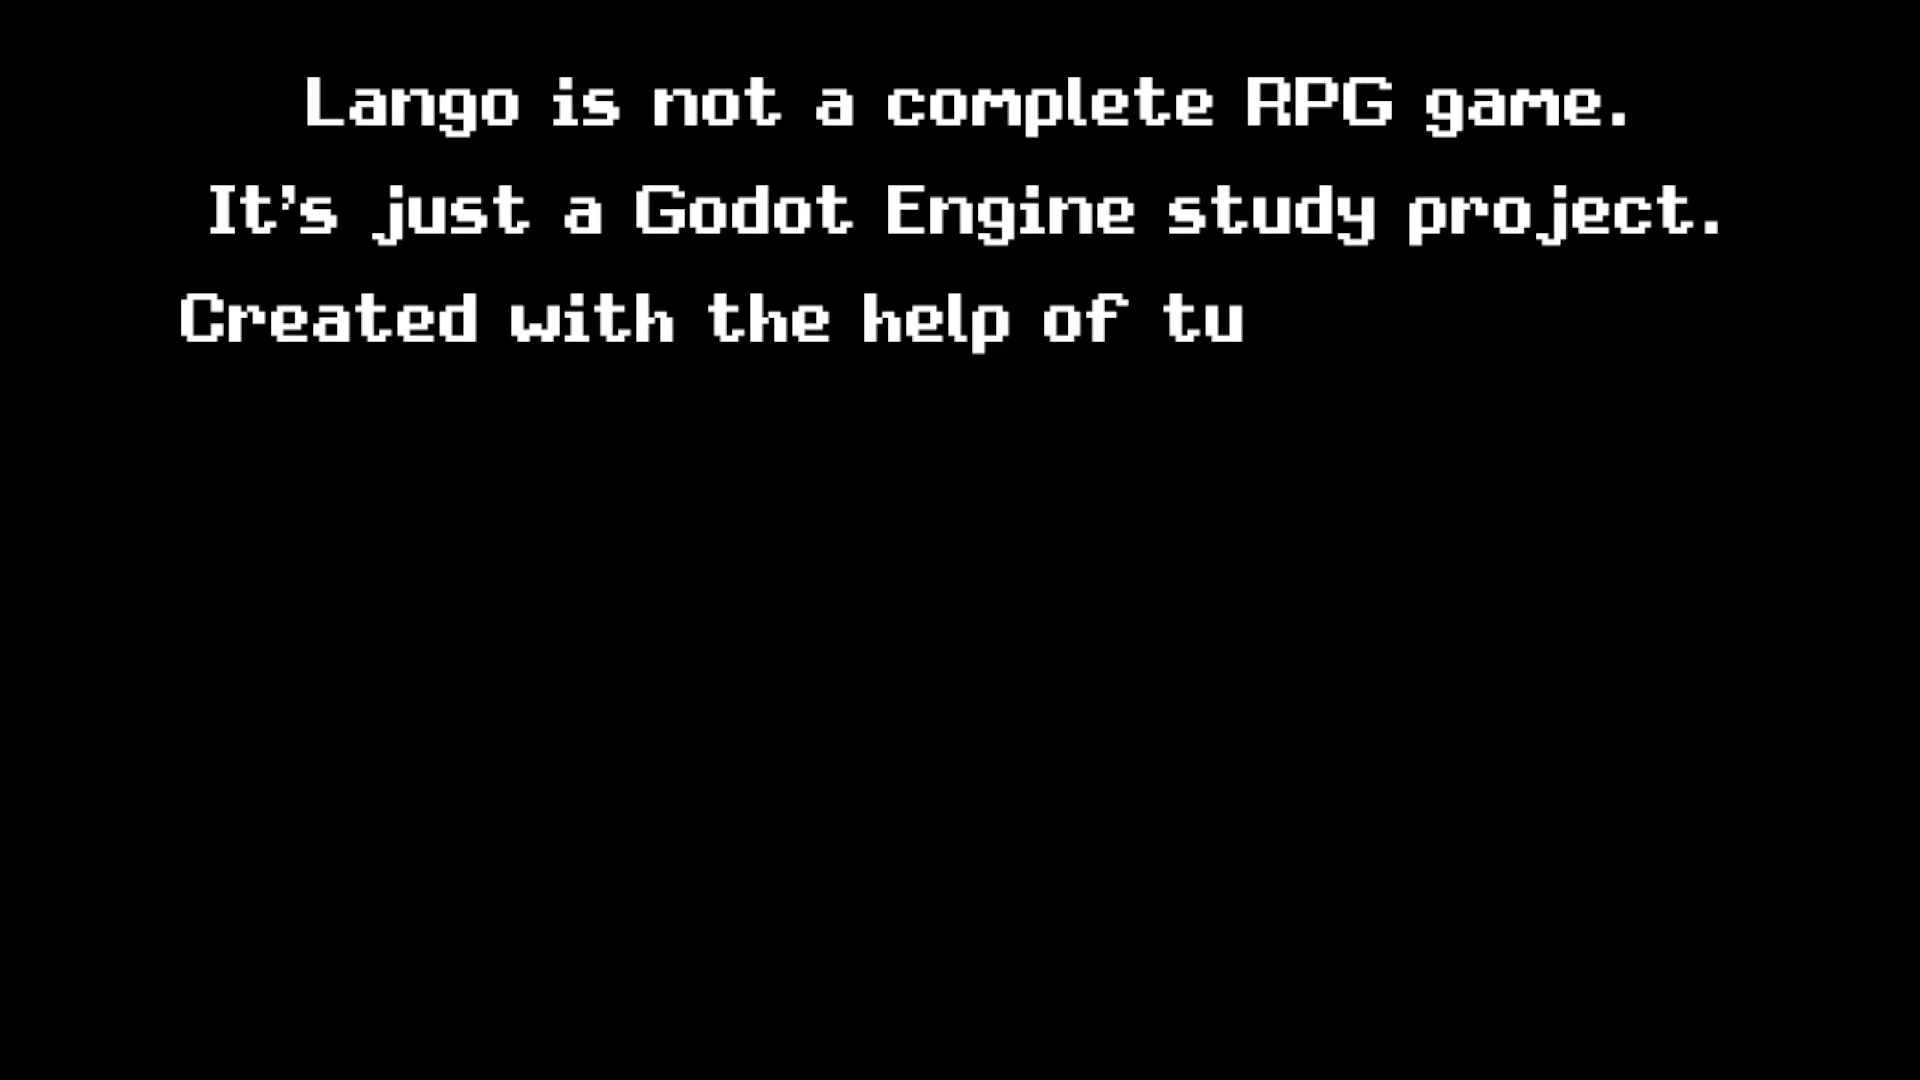 Lango is not a complete RPG game.
It's just a Godot Engine study project.
Created with the help of tu